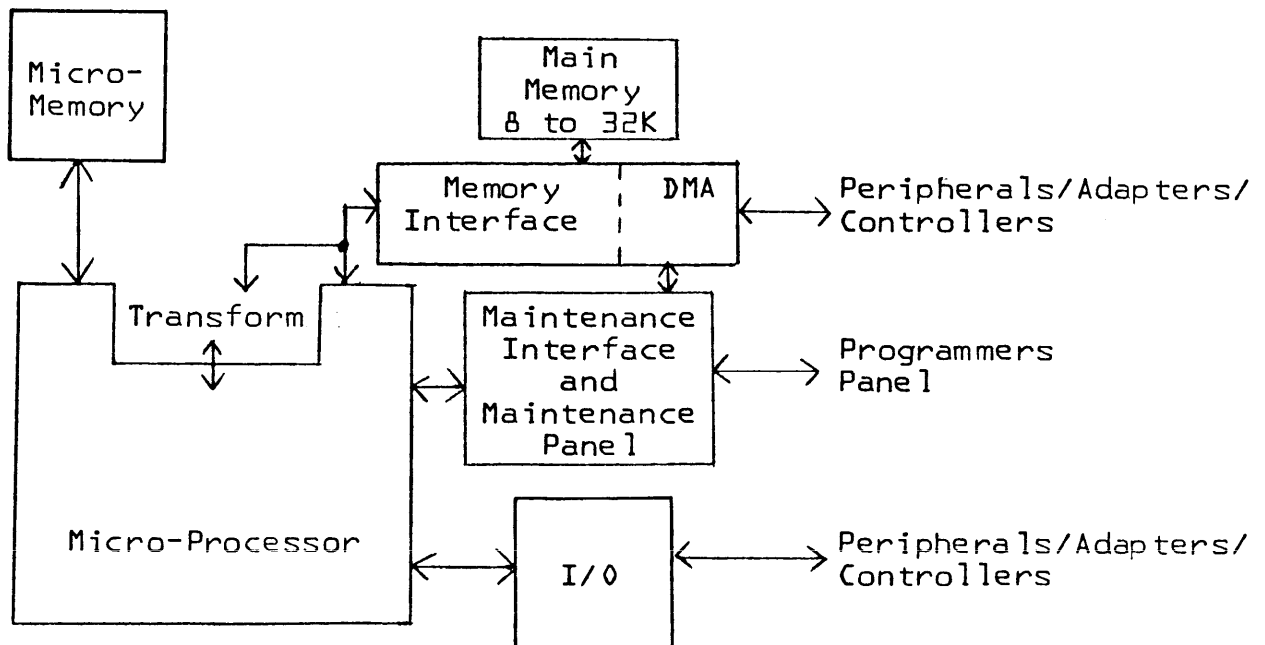 Micro-
Memory
Main
Memory
8 to 32K
Memory
Interface
DMA
Peripherals/Adapters/
Controllers
Transform
Maintenance
Interface
and
Maintenance
Panel
Programmers
Panel
Micro-Processor
I/O
Peripherals/Adapters/
Controllers